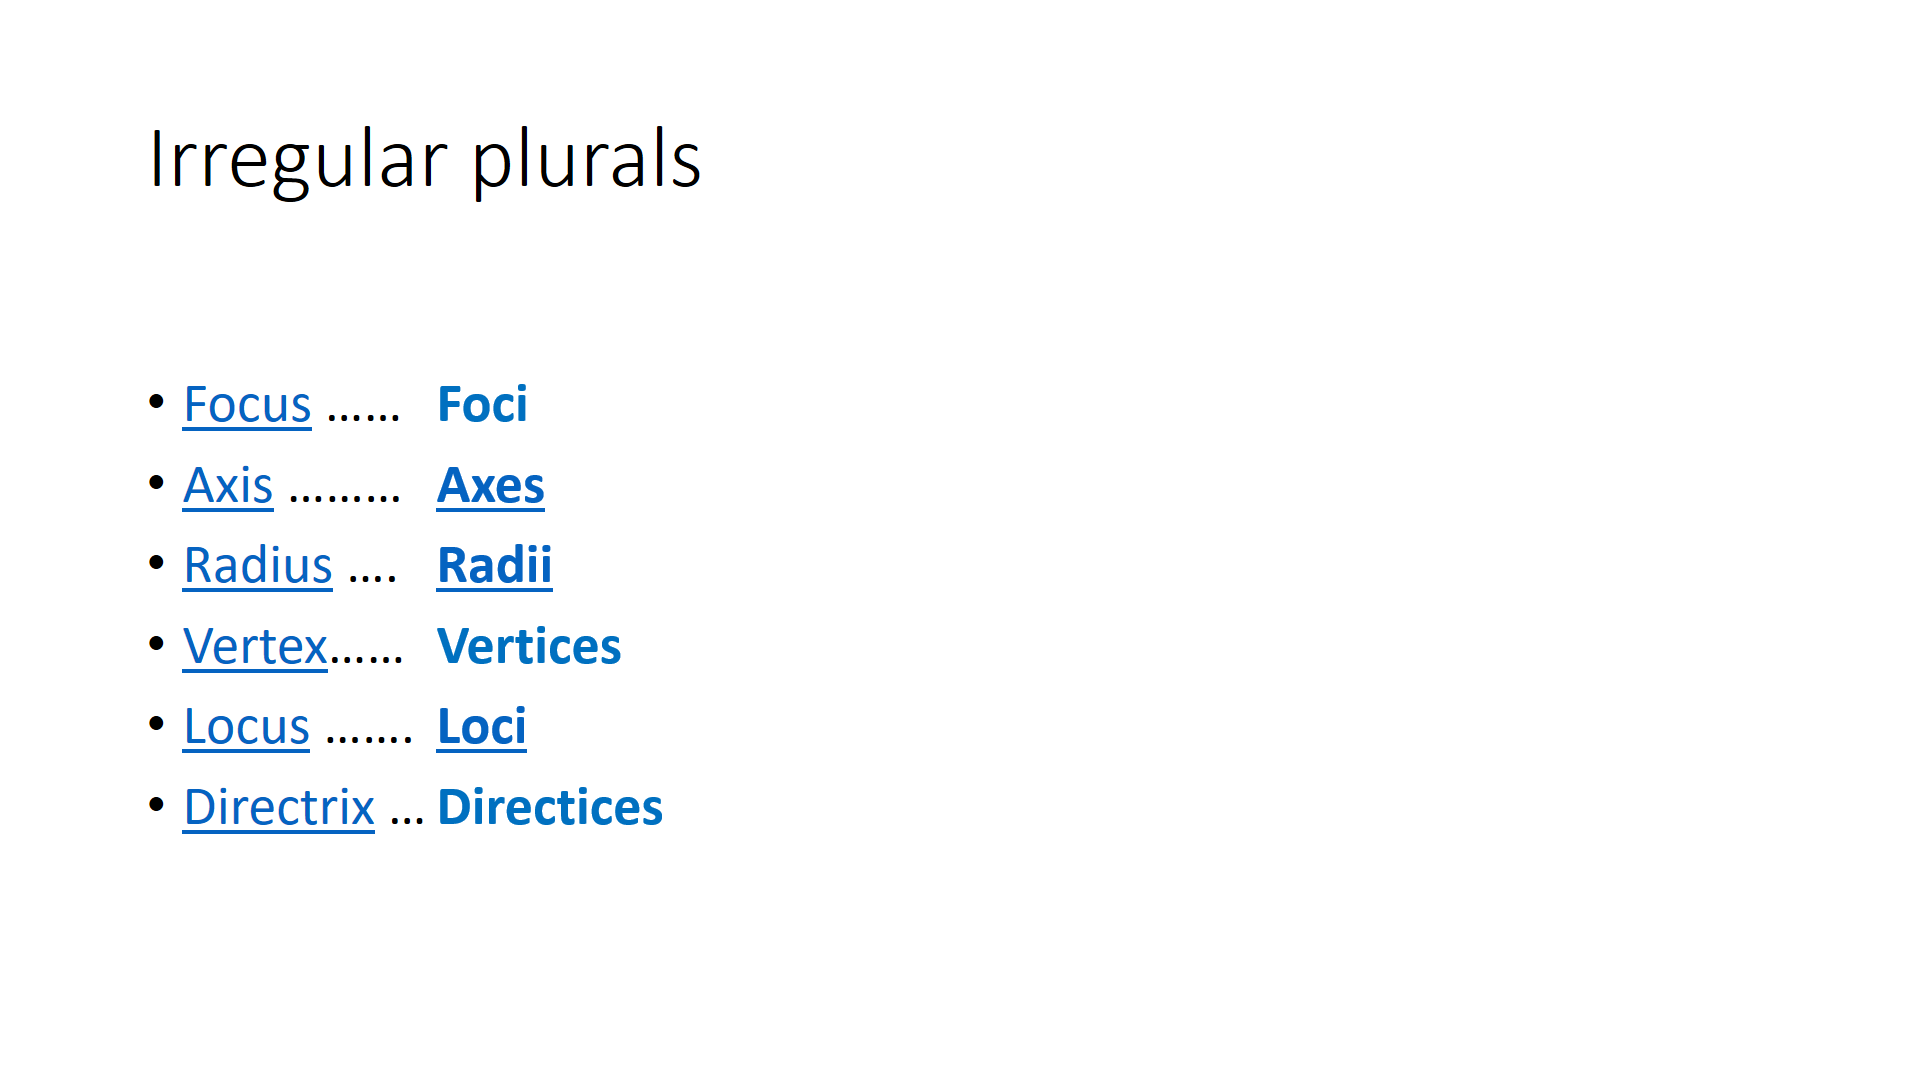 Irregular plurals
• Focus …… Foci
• Axis ……… Axes
• Radius …. Radii
• Vertex…… Vertices
• Locus ……. Loci
• Directrix … Directices